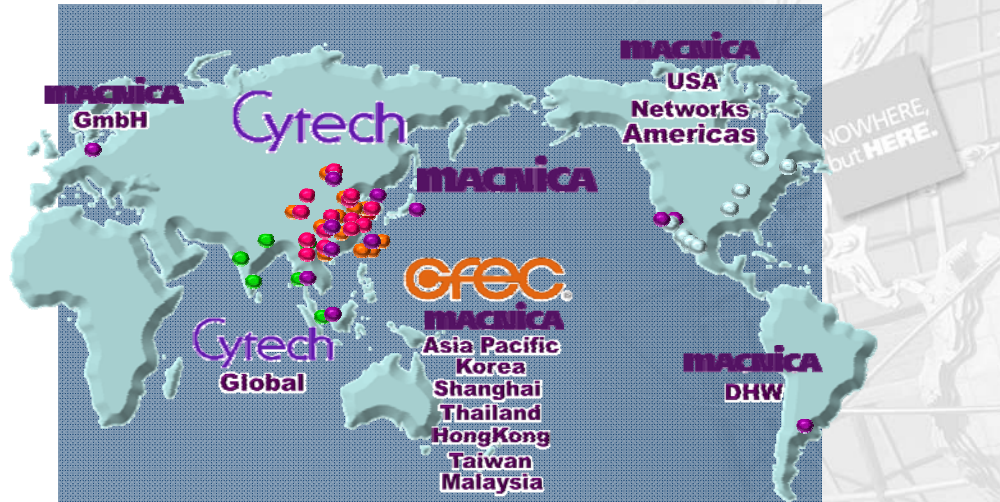 macnica
GmbH
Cytech
macnica
USA
Networks
Americas
NOWHERE,
but HERE.
macnica
GFEC
macnica
Asia Pacific
Korea
Shanghai
Thailand
HongKong
Taiwan
Malaysia
Cytech
Global
macnica
DHW